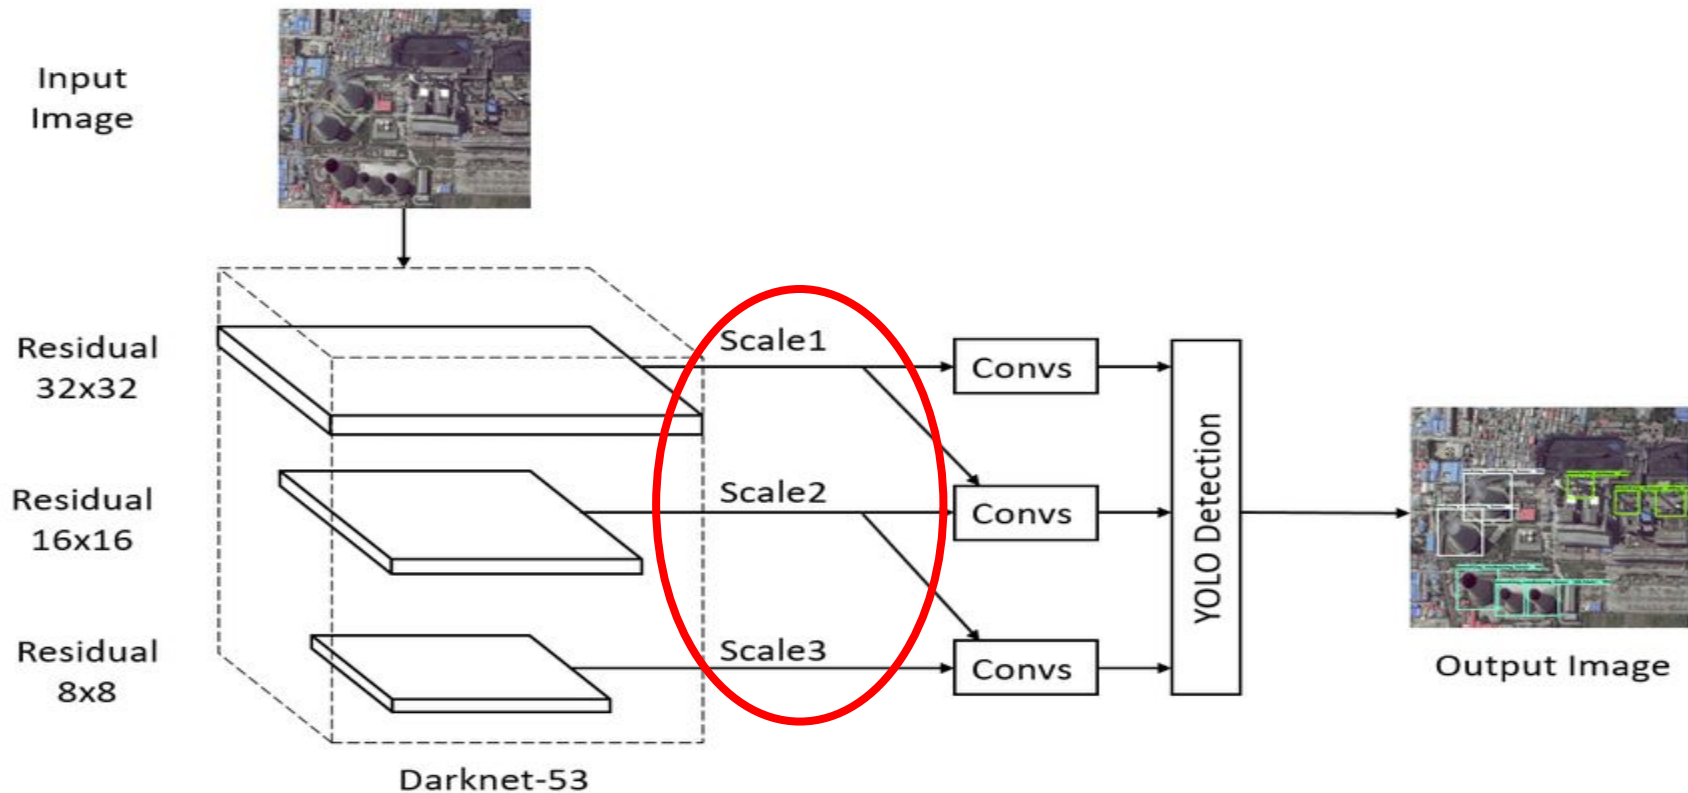 Input
Image
Residual
32x32
Scale1
Convs
Residual
16x16
Scale2
Convs
YOLO Detection
Residual
8x8
Scale3
Convs
Output Image
Darknet-53